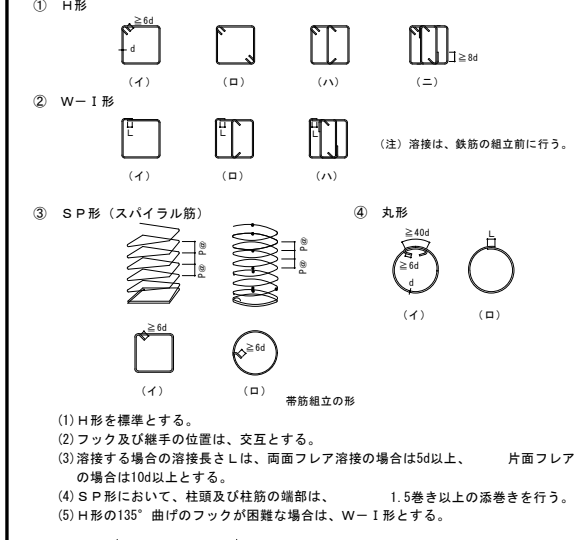 ① H形
≧6d
d
≧8d
(イ) (ロ) (ハ) (ニ)
② W－I形
L L L
(注) 溶接は、鉄筋の組立前に行う。
(イ) (ロ) (ハ)
③ SP形（スパイラル筋） ④ 丸形
≧40d L
P@
P@
P@
P@
≧6d
d
(イ) (ロ)
≧6d ≧6d
(イ) (ロ)
帯筋組立の形
(1)H形を標準とする。
(2)フック及び継手の位置は、交互とする。
(3)溶接する場合の溶接長さLは、両面フレア溶接の場合は5d以上、 片面フレア
の場合は10d以上とする。
(4)SP形において、柱頭及び柱筋の端部は、 1.5巻き以上の添巻きを行う。
(5)H形の135°曲げのフックが困難な場合は、W－I形とする。